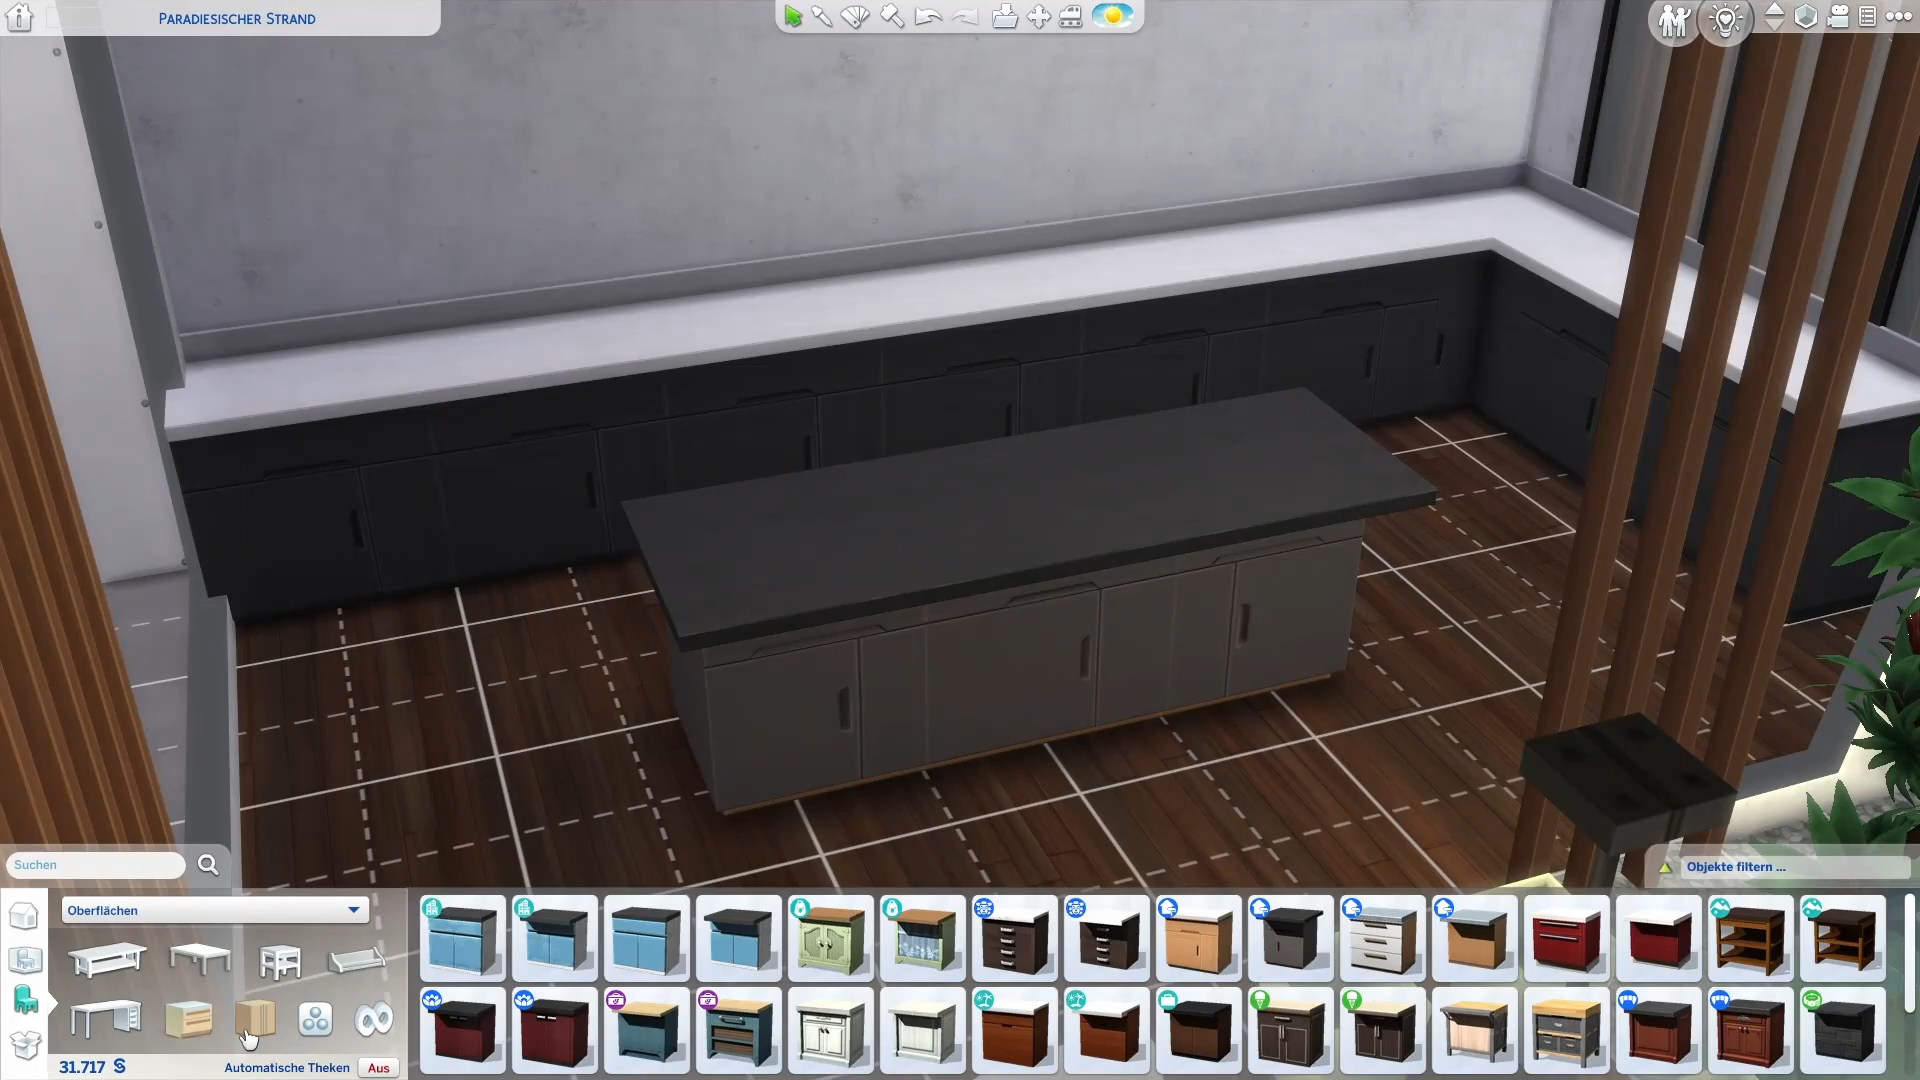 Paradiesischer Strand
Suchen
Objekte filtern ...
Oberflächen
31.717 S
Automatische Theken
Aus